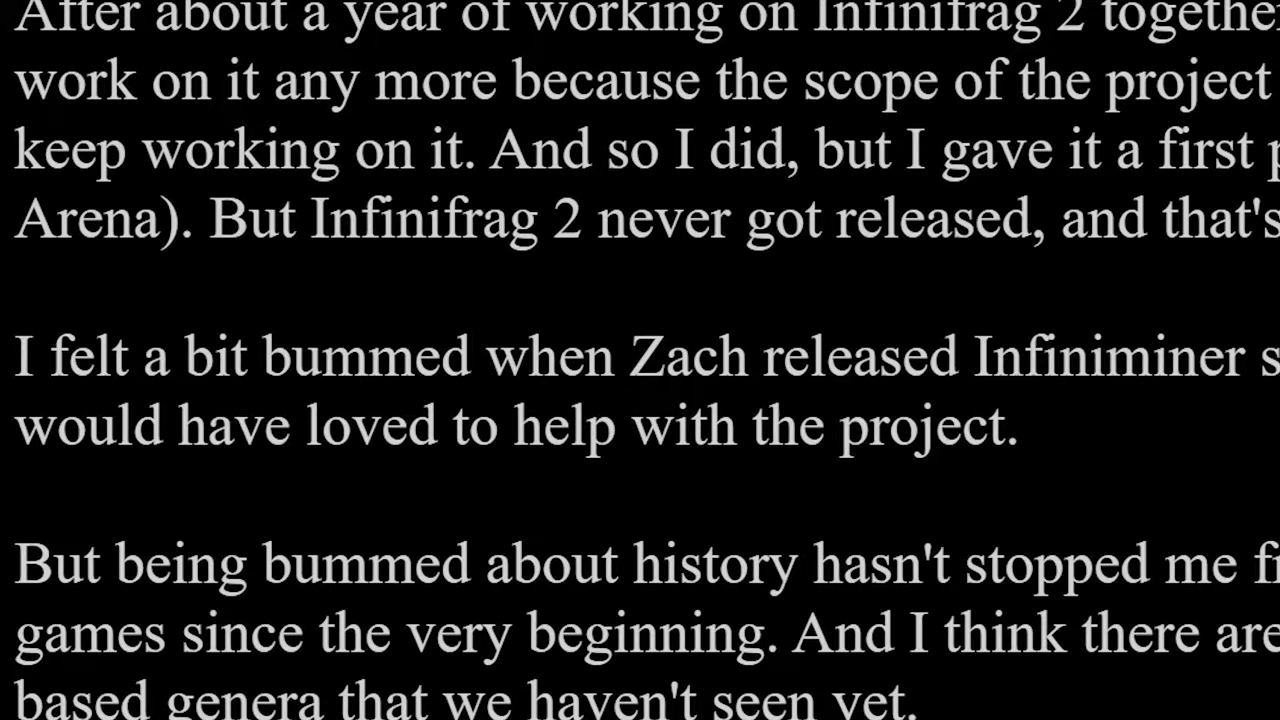 After about a year of working on Infinifrag 2 together
work on it any more because the scope of the project
keep working on it. And so I did, but I gave it a first
Arena). But Infinifrag 2 never got released, and that's
I felt a bit bummed when Zach released Infiniminer
would have loved to help with the project.
But being bummed about history hasn't stopped me
games since the very beginning. And I think there are
based genera that we haven't seen yet.